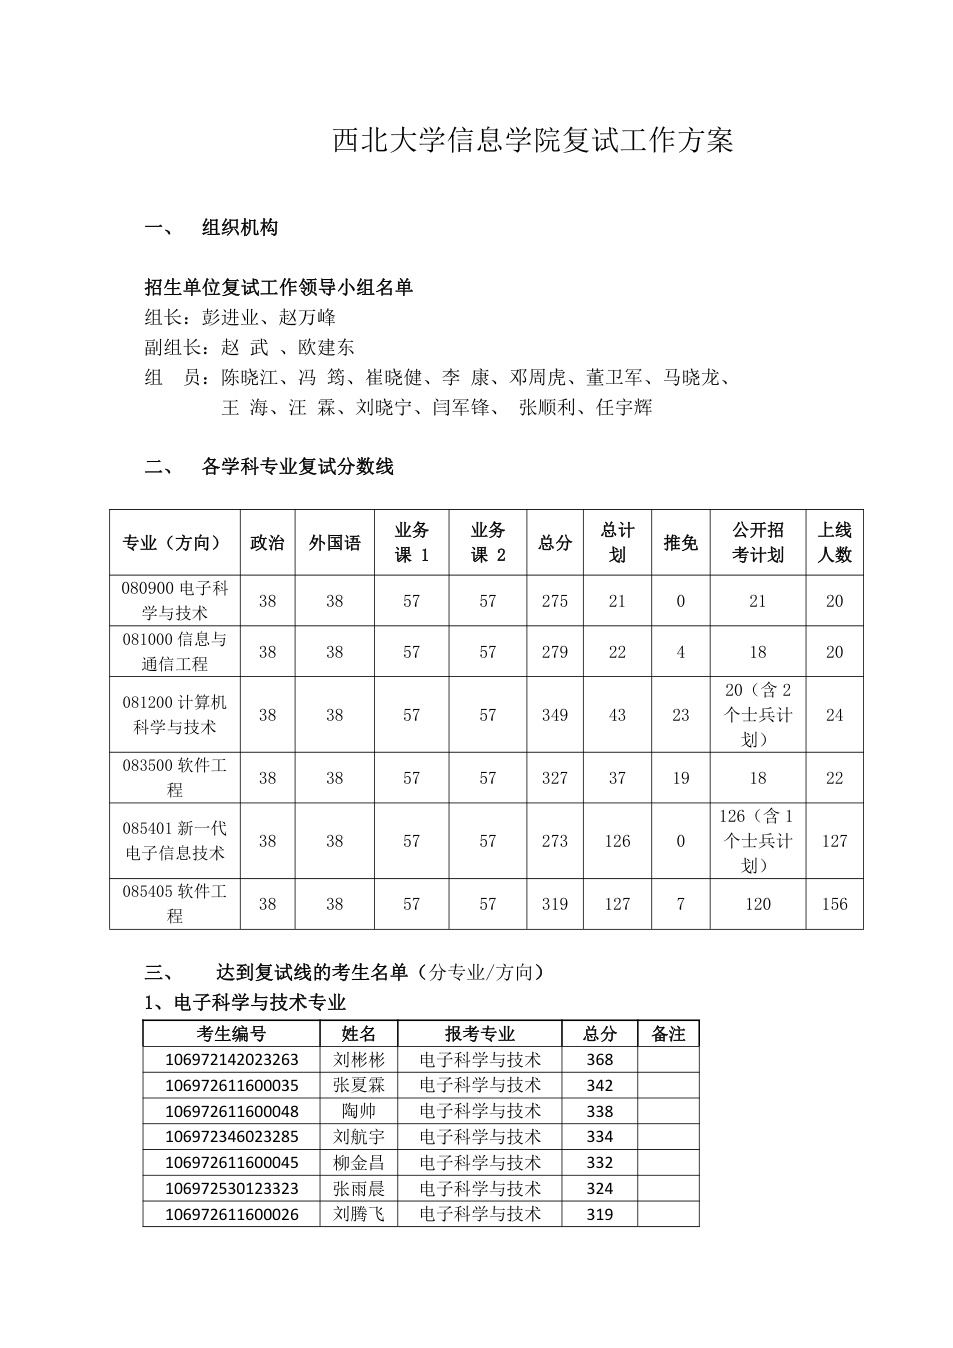 西北大学信息学院复试工作方案
一、 组织机构
招生单位复试工作领导小组名单
组长：彭进业、赵万峰
副组长：赵 武 、欧建东
组 员：陈晓江、冯 筠、崔晓健、李 康、邓周虎、董卫军、马晓龙、
王 海、汪 霖、刘晓宁、闫军锋、 张顺利、任宇辉
二、 各学科专业复试分数线
专业（方向） 政治 外国语 业务课 1 业务课 2 总分 总计划 推免 公开招考计划 上线人数
080900 电子科学与技术 38 38 57 57 275 21 0 21 20
081000 信息与通信工程 38 38 57 57 279 22 4 18 20
081200 计算机科学与技术 38 38 57 57 349 43 23 20（含 2 个士兵计划） 24
083500 软件工程 38 38 57 57 327 37 19 18 22
085401 新一代电子信息技术 38 38 57 57 273 126 0 126（含 1 个士兵计划） 127
085405 软件工程 38 38 57 57 319 127 7 120 156
三、 达到复试线的考生名单（分专业/方向）
1、电子科学与技术专业
考生编号 姓名 报考专业 总分 备注
106972142023263 刘彬彬 电子科学与技术 368
106972611600035 张夏霖 电子科学与技术 342
106972611600048 陶帅 电子科学与技术 338
106972346023285 刘航宇 电子科学与技术 334
106972611600045 柳金昌 电子科学与技术 332
106972530123323 张雨晨 电子科学与技术 324
106972611600026 刘腾飞 电子科学与技术 319